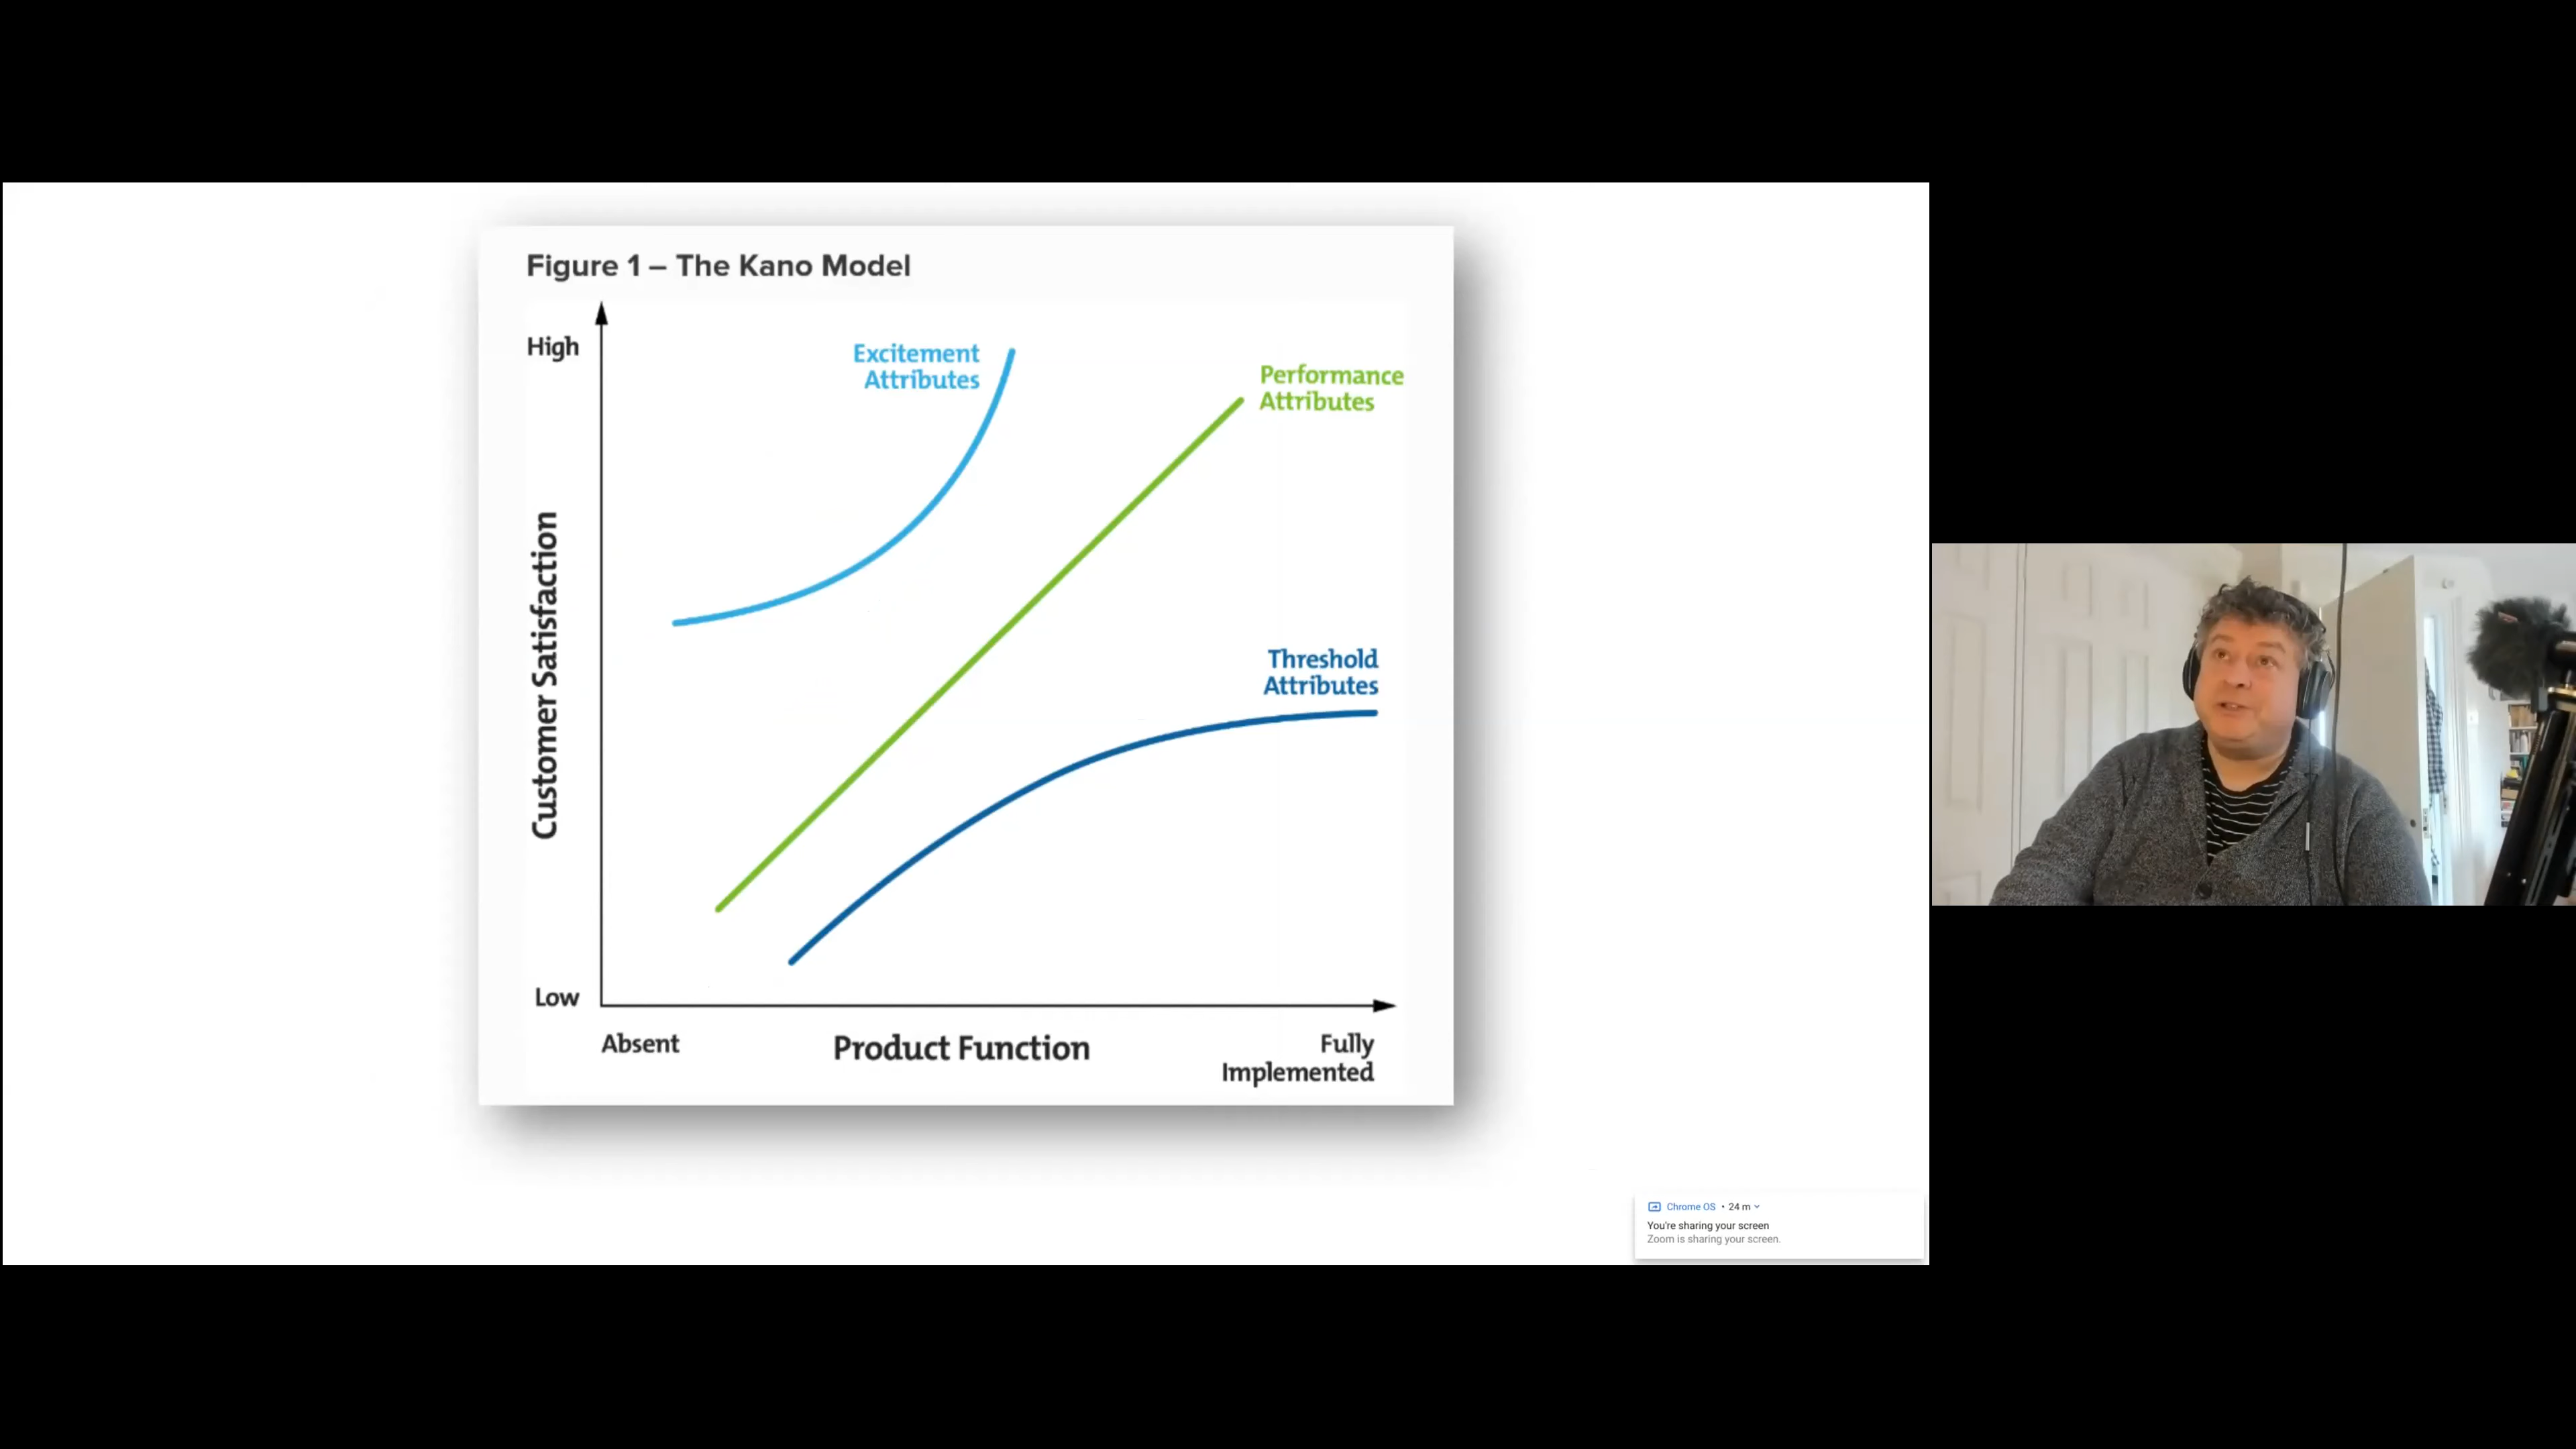 Figure 1 – The Kano Model
High
Excitement
Attributes
Performance
Attributes
Customer Satisfaction
Threshold
Attributes
Low
Absent
Product Function
Fully
Implemented
Chrome OS • 24 m
You're sharing your screen
Zoom is sharing your screen.